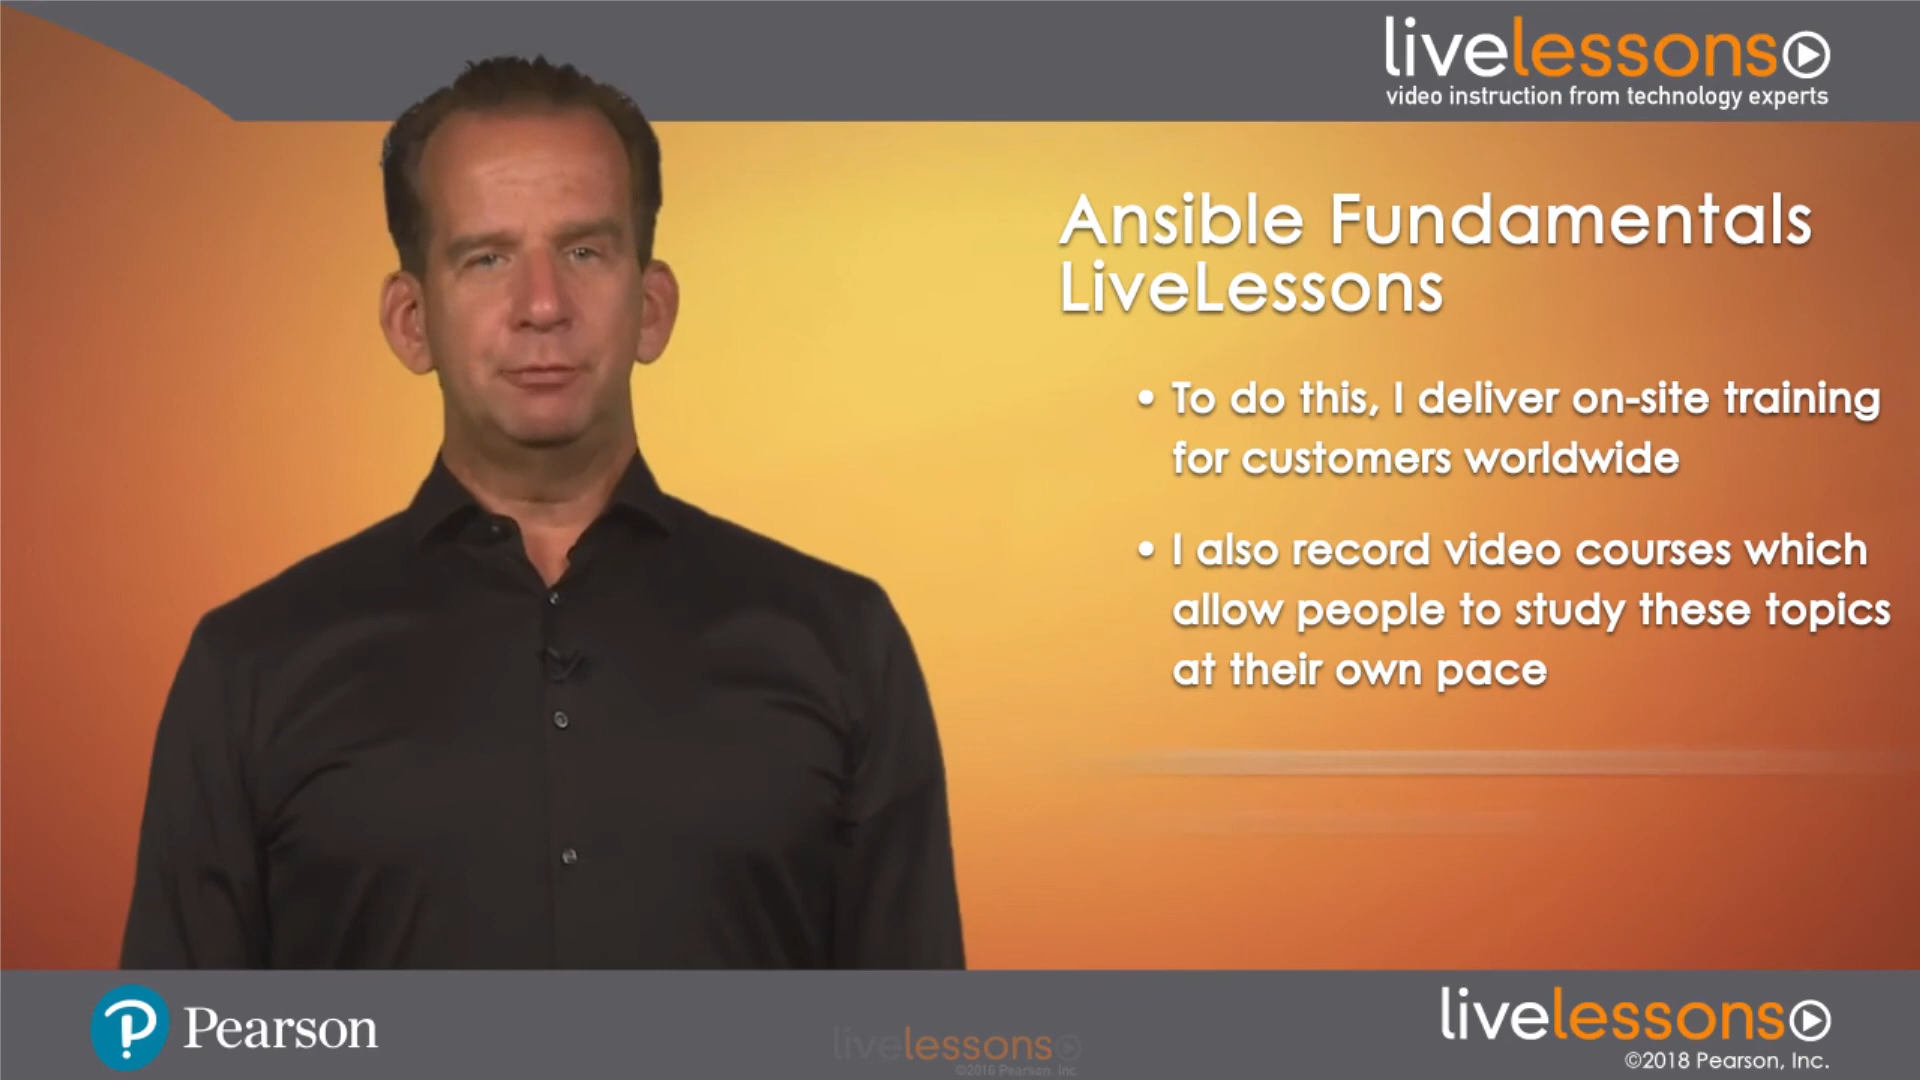 livelessons
video instruction from technology experts
Ansible Fundamentals
LiveLessons
• To do this, I deliver on-site training
for customers worldwide
• I also record video courses which
allow people to study these topics
at their own pace
Pearson
livelessons
livelessons
©2018 Pearson, Inc.